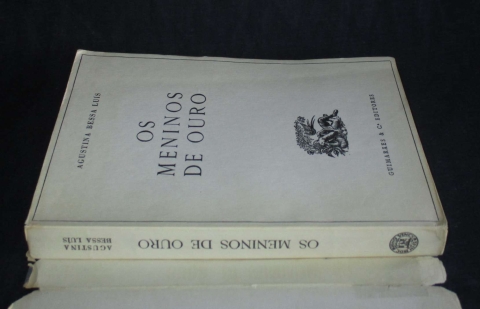 AGUSTINA BESSA LUÍS
OS
MENINOS
DE OURO
GUIMARÃES & Cª EDITORES
AGUSTINA
BESSA LUÍS
OS MENINOS DE OURO